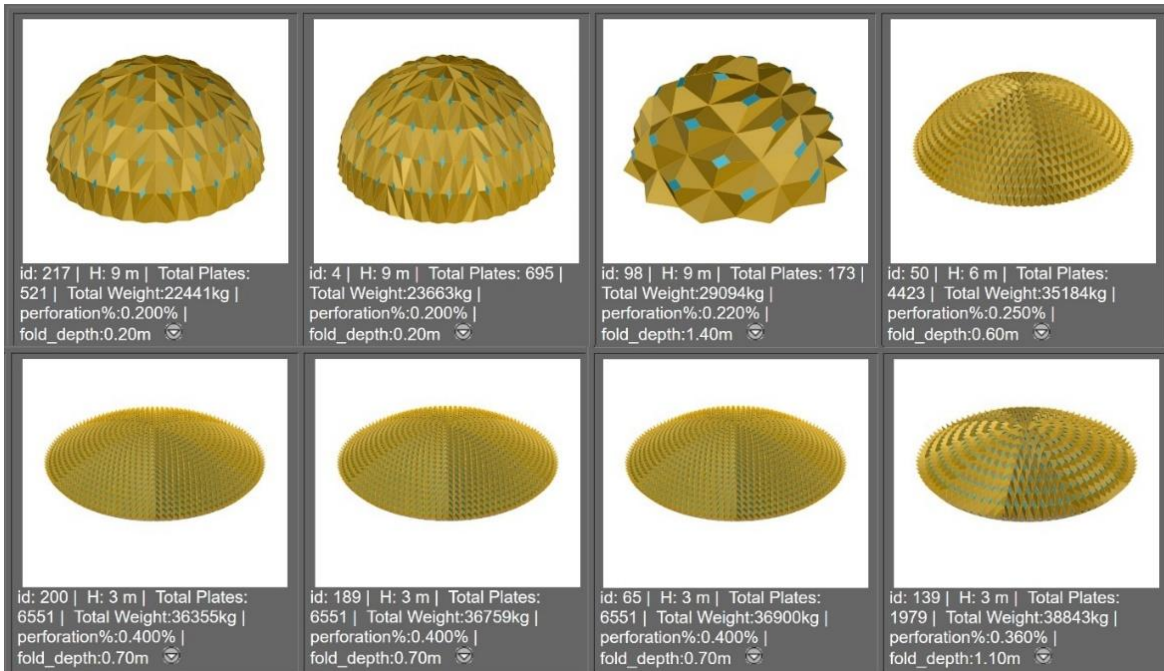 id: 217 | H: 9 m | Total Plates:
521 | Total Weight:22441kg |
perforation%:0.200% |
fold_depth:0.20m
id: 4 | H: 9 m | Total Plates: 695 |
Total Weight:23663kg |
perforation%:0.200% |
fold_depth:0.20m
id: 98 | H: 9 m | Total Plates: 173 |
Total Weight:29094kg |
perforation%:0.220% |
fold_depth:1.40m
id: 50 | H: 6 m | Total Plates:
4423 | Total Weight:35184kg |
perforation%:0.250% |
fold_depth:0.60m
id: 200 | H: 3 m | Total Plates:
6551 | Total Weight:36355kg |
perforation%:0.400% |
fold_depth:0.70m
id: 189 | H: 3 m | Total Plates:
6551 | Total Weight:36759kg |
perforation%:0.400% |
fold_depth:0.70m
id: 65 | H: 3 m | Total Plates:
6551 | Total Weight:36900kg |
perforation%:0.400% |
fold_depth:0.70m
id: 139 | H: 3 m | Total Plates:
1979 | Total Weight:38843kg |
perforation%:0.360% |
fold_depth:1.10m